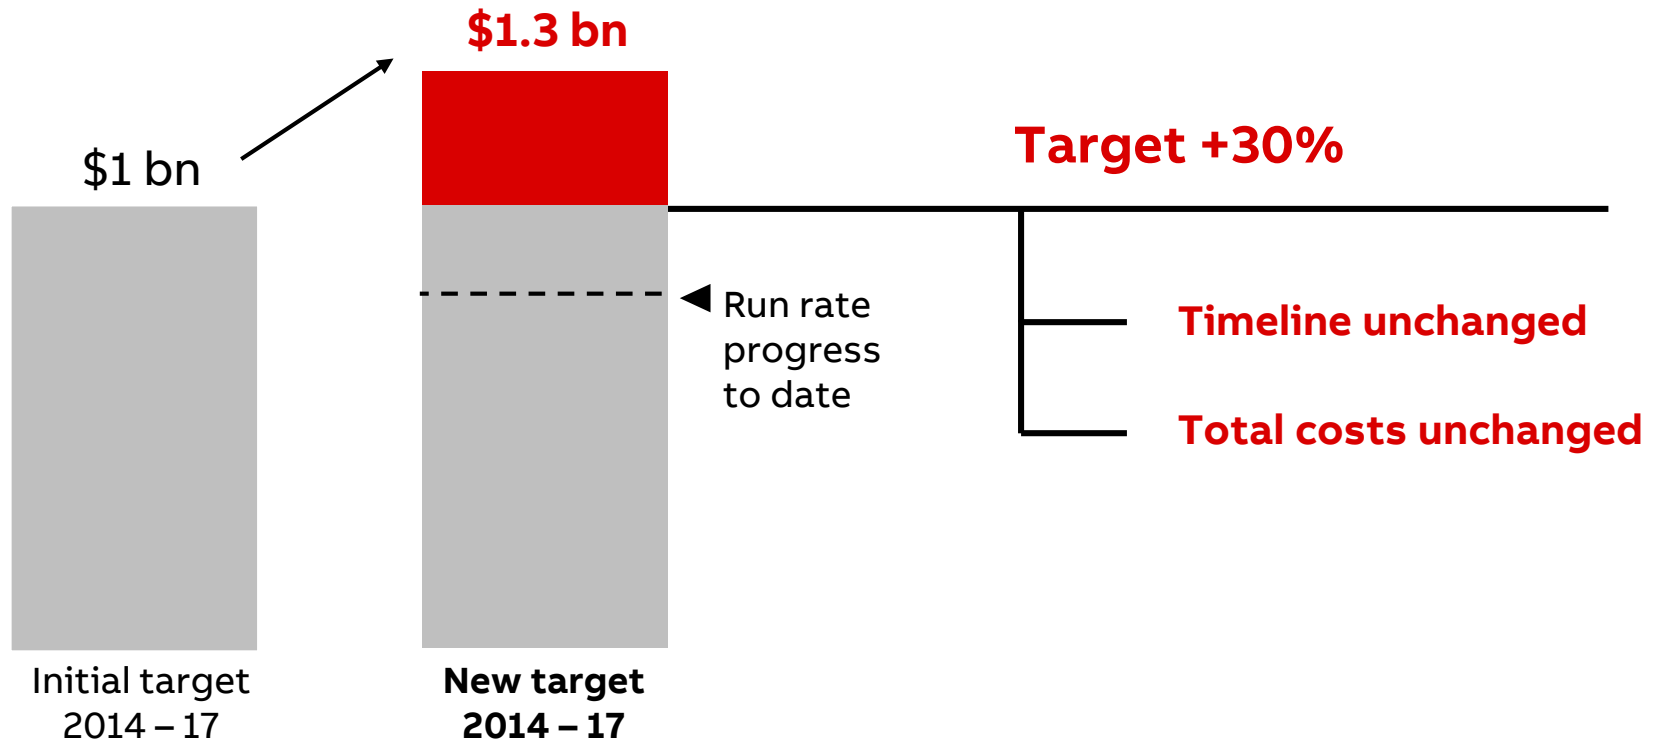 $1.3 bn
$1 bn
Target +30%
Run rate
progress
to date
Timeline unchanged
Total costs unchanged
Initial target
2014 – 17
New target
2014 – 17